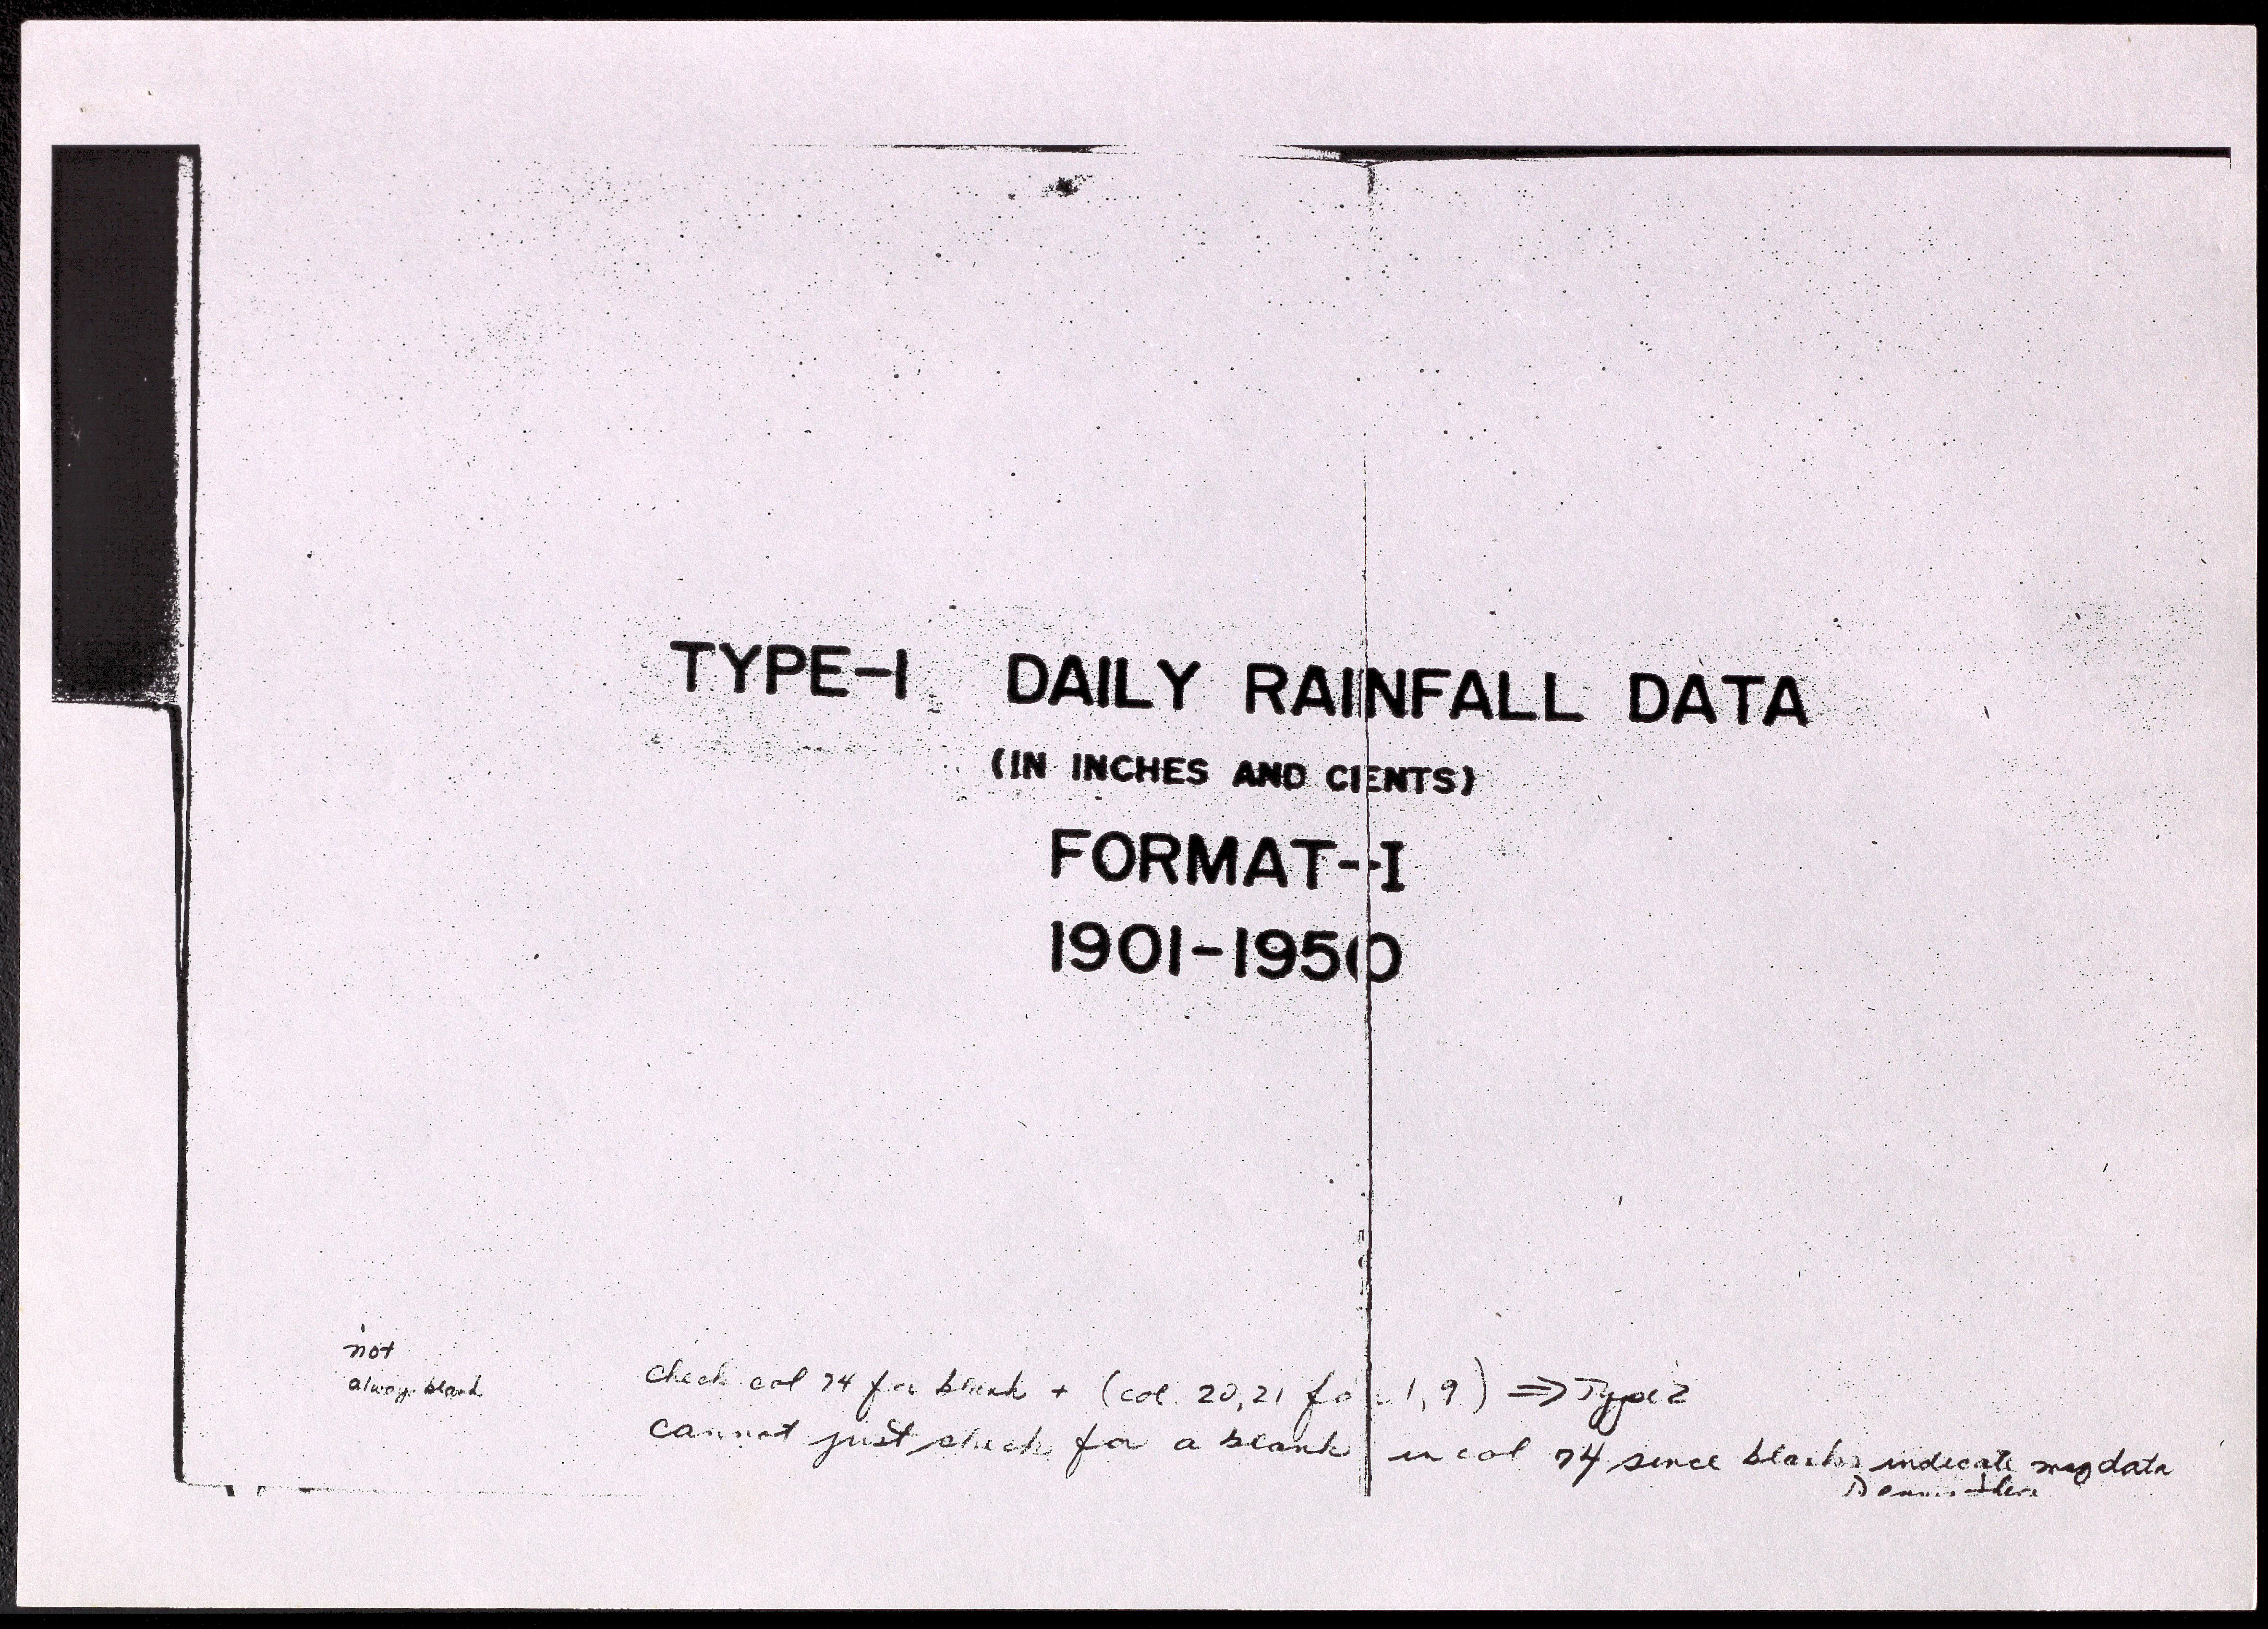 TYPE-I DAILY RAINFALL DATA
(IN INCHES AND CENTS)
FORMAT-I
1901-1950
not
always blank
check col 74 for blank + (col. 20,21 for 1,9) ⇒ Type 2
cannot just check for a blank in col 74 since blanks indicate msg data